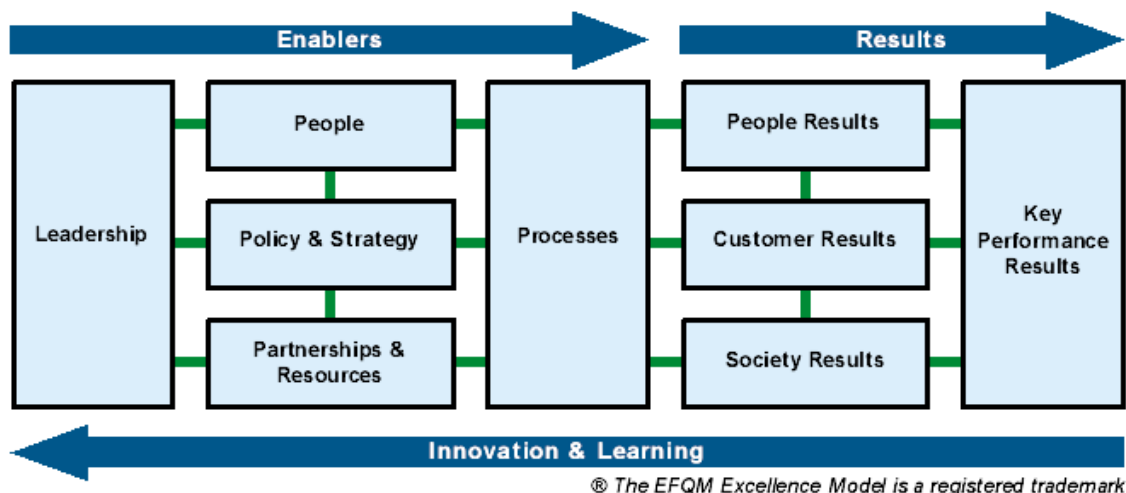 Enablers
Results
Leadership
People
Policy & Strategy
Partnerships &
Resources
Processes
People Results
Customer Results
Society Results
Key
Performance
Results
Innovation & Learning
® The EFQM Excellence Model is a registered trademark